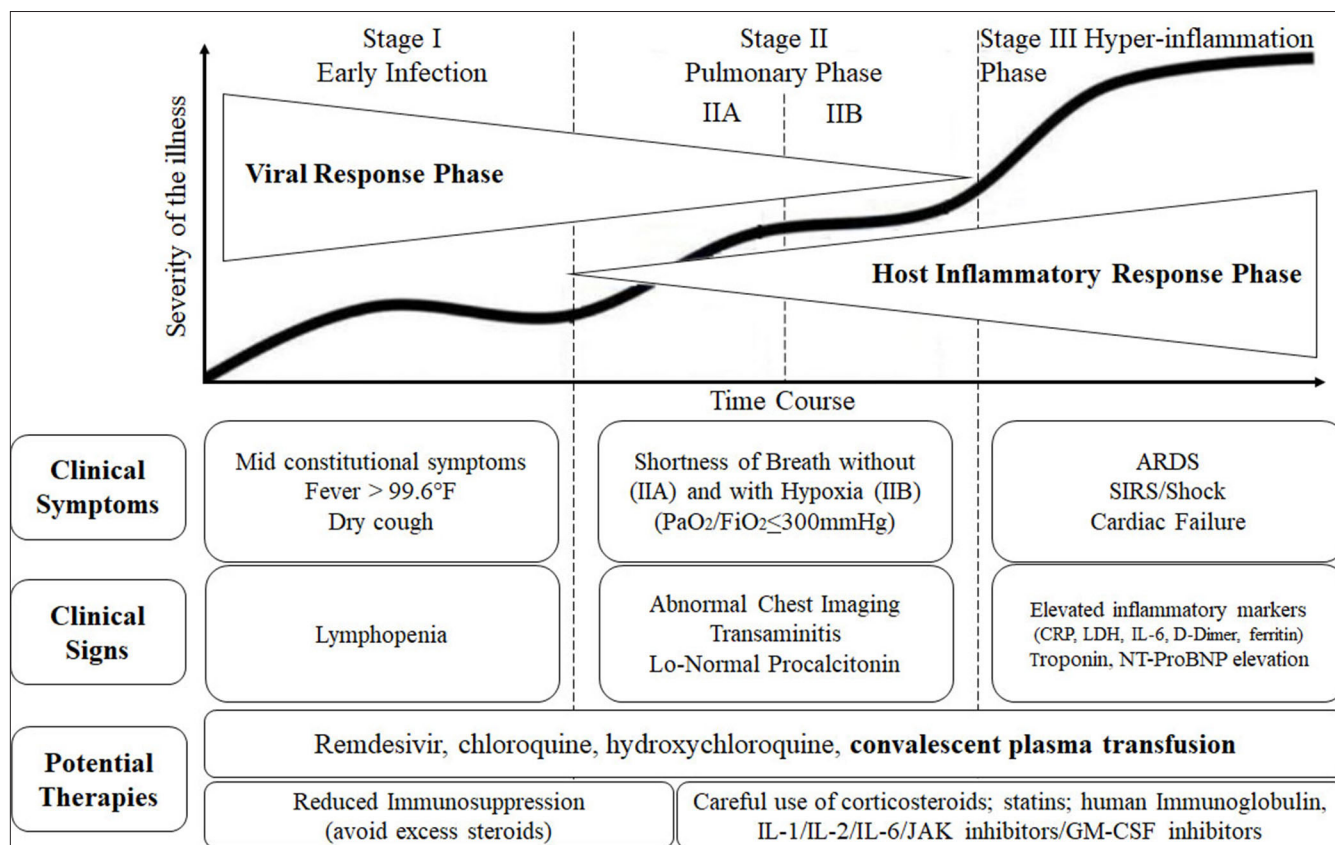 Stage I
Early Infection
Stage II
Pulmonary Phase
IIA
IIB
Stage III Hyper-inflammation
Phase
Severity of the illness
Viral Response Phase
Host Inflammatory Response Phase
Time Course
Clinical
Symptoms
Mid constitutional symptoms
Fever > 99.6°F
Dry cough
Shortness of Breath without
(IIA) and with Hypoxia (IIB)
(PaO2/FiO2≤300mmHg)
ARDS
SIRS/Shock
Cardiac Failure
Clinical
Signs
Lymphopenia
Abnormal Chest Imaging
Transaminitis
Lo-Normal Procalcitonin
Elevated inflammatory markers
(CRP, LDH, IL-6, D-Dimer, ferritin)
Troponin, NT-ProBNP elevation
Potential
Therapies
Remdesivir, chloroquine, hydroxychloroquine, convalescent plasma transfusion
Reduced Immunosuppression
(avoid excess steroids)
Careful use of corticosteroids; statins; human Immunoglobulin,
IL-1/IL-2/IL-6/JAK inhibitors/GM-CSF inhibitors